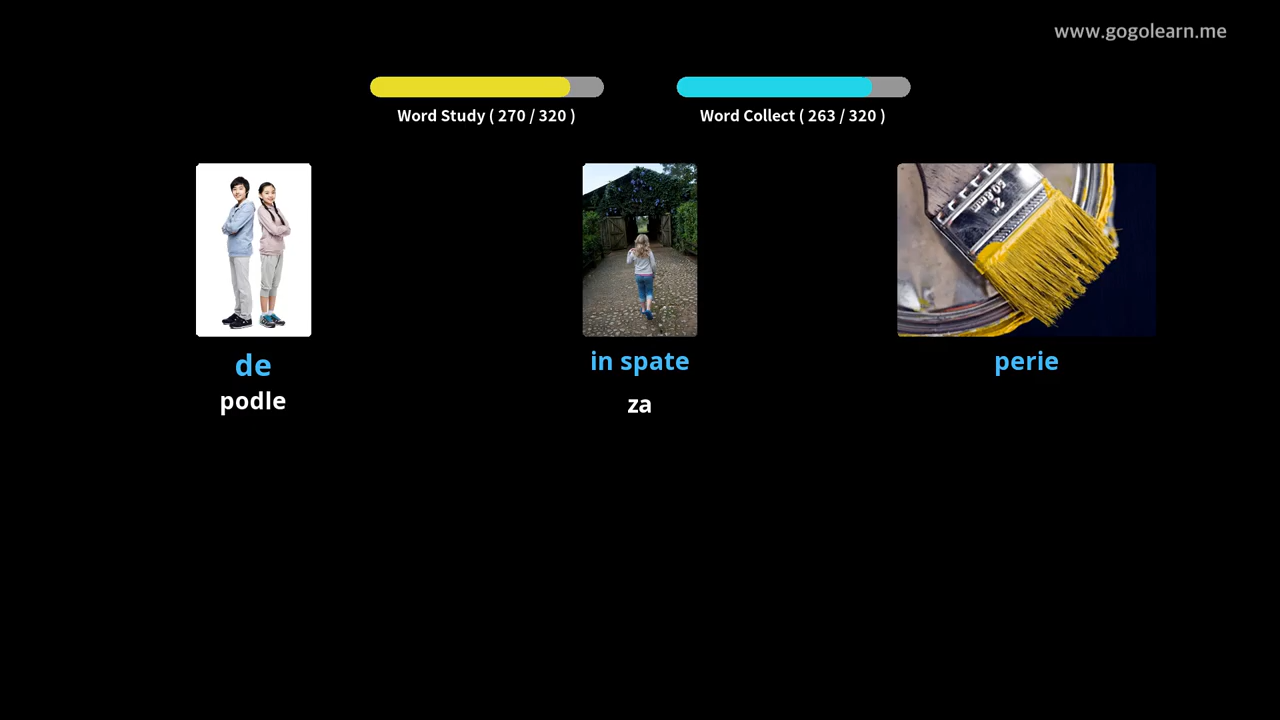 www.gogolearn.me
Word Study ( 270 / 320 )
Word Collect ( 263 / 320 )
de
podle
in spate
za
perie